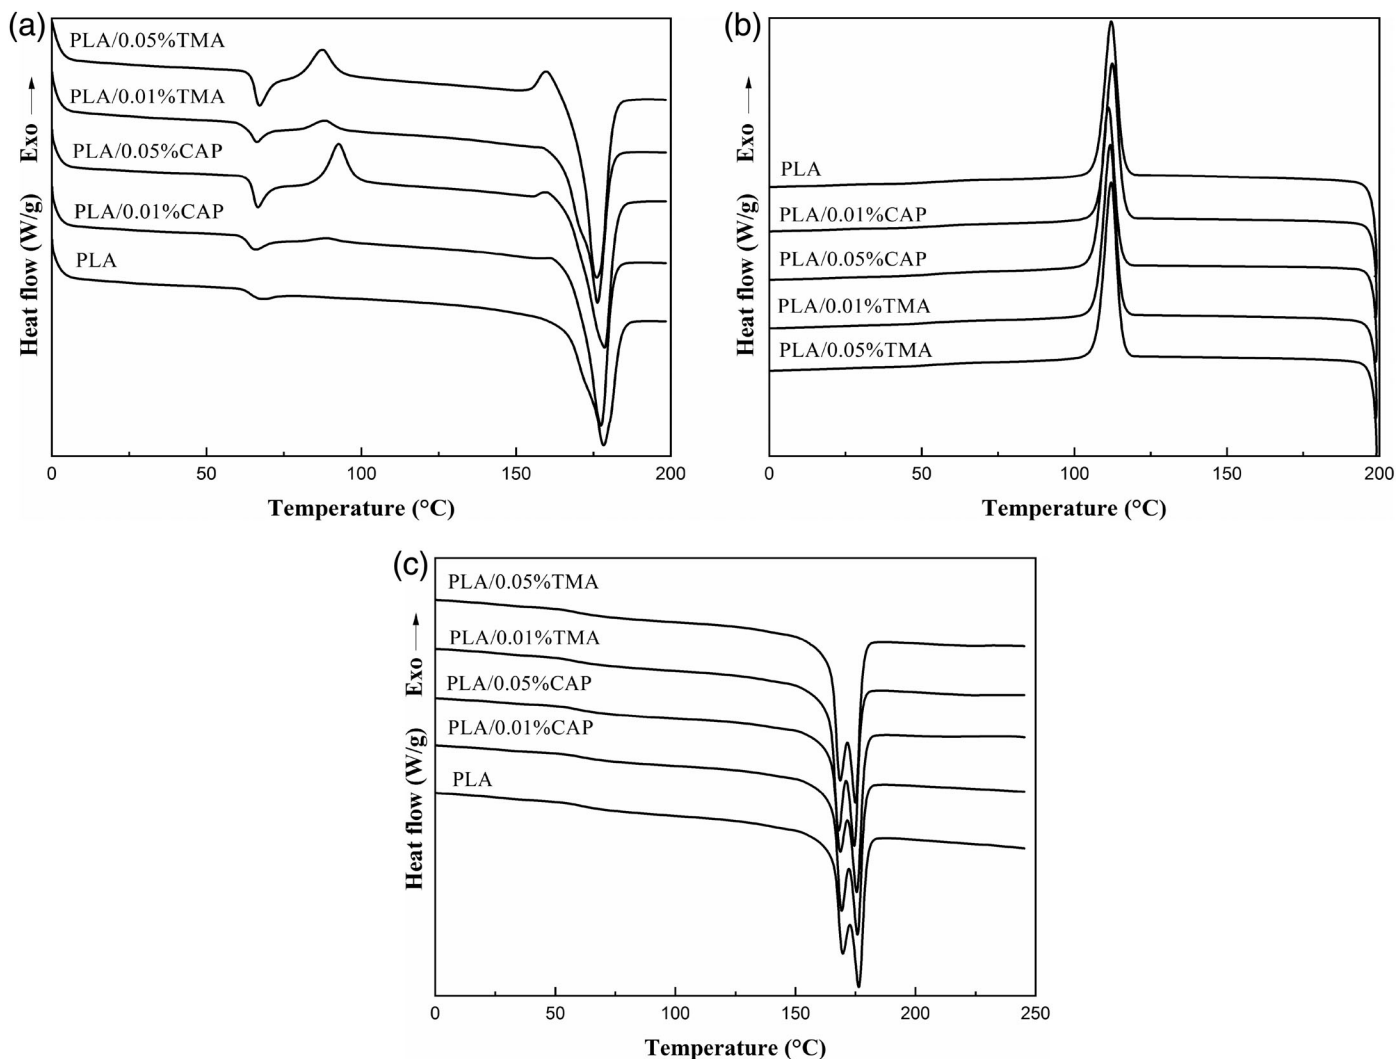 (a)
PLA/0.05%TMA
PLA/0.01%TMA
PLA/0.05%CAP
PLA/0.01%CAP
PLA
Heat flow (W/g) Exo
0 50 100 150 200
Temperature (°C)
(b)
PLA
PLA/0.01%CAP
PLA/0.05%CAP
PLA/0.01%TMA
PLA/0.05%TMA
Heat flow (W/g) Exo
0 50 100 150 200
Temperature (°C)
(c)
PLA/0.05%TMA
PLA/0.01%TMA
PLA/0.05%CAP
PLA/0.01%CAP
PLA
Heat flow (W/g) Exo
0 50 100 150 200 250
Temperature (°C)